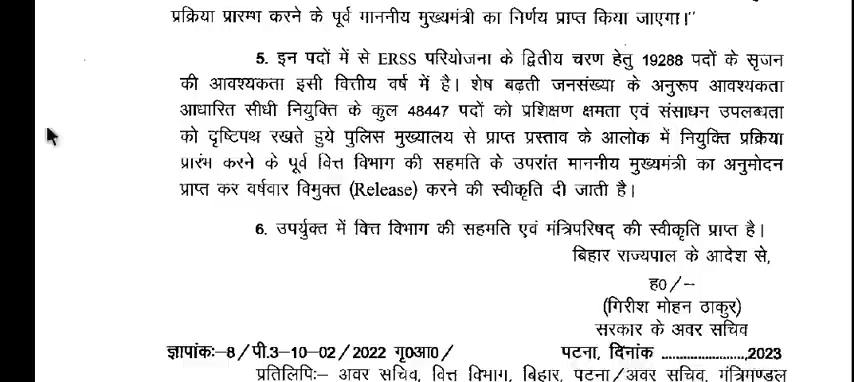 प्रक्रिया प्रारम्भ करने के पूर्व माननीय मुख्यमंत्री का निर्णय प्राप्त किया जाएगा।"
5. इन पदों में से ERSS परियोजना के द्वितीय चरण हेतु 19288 पदों के सृजन
की आवश्यकता इसी वित्तीय वर्ष में है। शेष बढ़ती जनसंख्या के अनुरूप आवश्यकता
आधारित सीधी नियुक्ति के कुल 48447 पदों को प्रशिक्षण क्षमता एवं संसाधन उपलब्धता
को दृष्टिपथ रखते हुये पुलिस मुख्यालय से प्राप्त प्रस्ताव के आलोक में नियुक्ति प्रक्रिया
प्रारंभ करने के पूर्व वित्त विभाग की सहमति के उपरांत माननीय मुख्यमंत्री का अनुमोदन
प्राप्त कर वर्षवार विमुक्त (Release) करने की स्वीकृति दी जाती है।
6. उपर्युक्त में वित्त विभाग की सहमति एवं मंत्रिपरिषद् की स्वीकृति प्राप्त है।
बिहार राज्यपाल के आदेश से,
ह0/–
(गिरीश मोहन ठाकुर)
सरकार के अवर सचिव
ज्ञापांकः–8/पी.3–10–02/2022 गृ0आ0/ पटना, दिनांक ....................,2023
प्रतिलिपिः– अवर सचिव, वित्त विभाग, बिहार, पटना/अवर सचिव, मंत्रिमण्डल